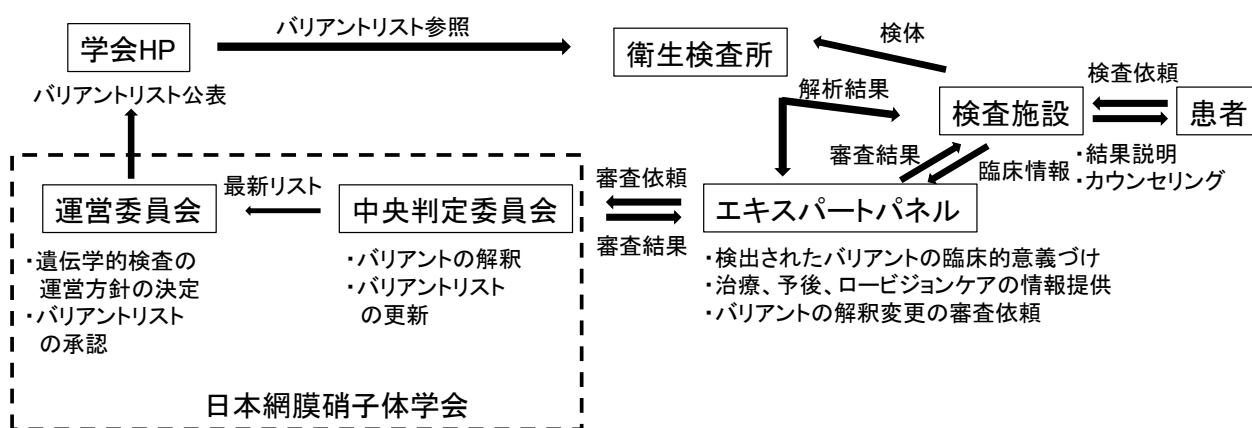 バリアントリスト参照
学会HP
衛生検査所
検体
バリアントリスト公表
解析結果
検査依頼
検査施設
患者
審査結果
臨床情報
・結果説明
・カウンセリング
最新リスト
審査依頼
運営委員会
中央判定委員会
エキスパートパネル
審査結果
・遺伝学的検査の
運営方針の決定
・バリアントリスト
の承認
・バリアントの解釈
・バリアントリスト
の更新
・検出されたバリアントの臨床的意義づけ
・治療、予後、ロービジョンケアの情報提供
・バリアントの解釈変更の審査依頼
日本網膜硝子体学会